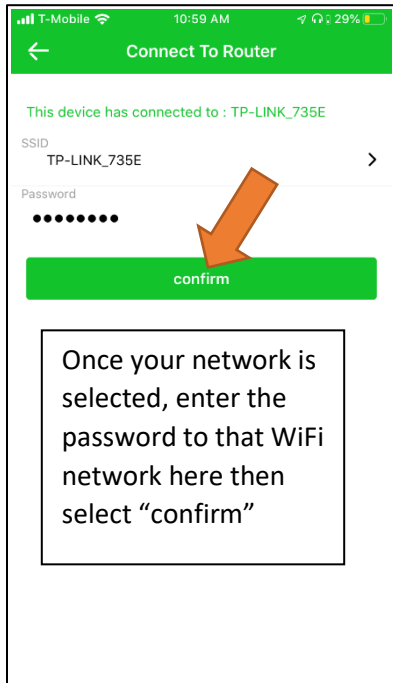 T-Mobile 10:59 AM 29%
Connect To Router
This device has connected to : TP-LINK_735E
SSID
TP-LINK_735E
Password
●●●●●●●●
confirm
Once your network is
selected, enter the
password to that WiFi
network here then
select “confirm”